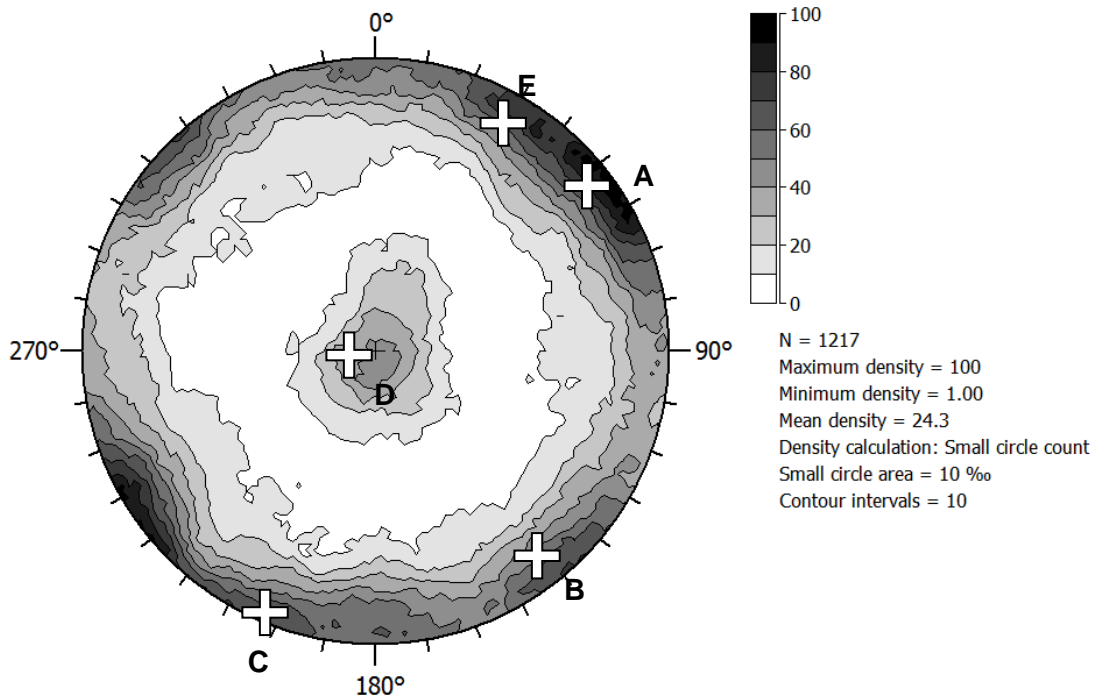 0°
E
A
270°
90°
D
B
C
180°
100
80
60
40
20
0
N = 1217
Maximum density = 100
Minimum density = 1.00
Mean density = 24.3
Density calculation: Small circle count
Small circle area = 10 ‰
Contour intervals = 10